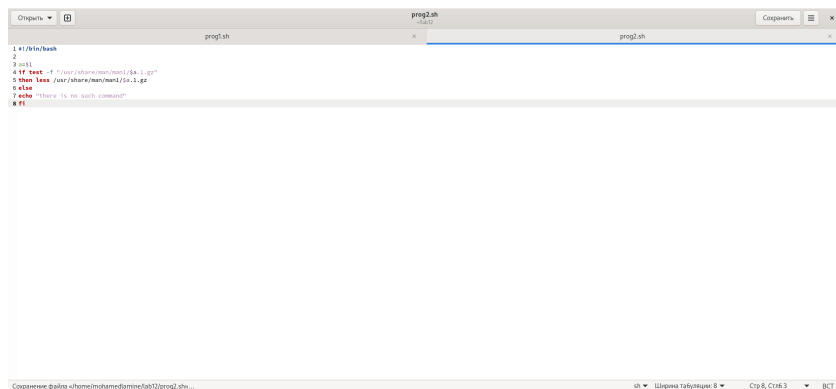 Открыть
prog2.sh
~/lab12
Сохранить
prog1.sh
prog2.sh
1 #!/bin/bash
2
3 a=$1
4 if test -f "/usr/share/man/man1/$a.1.gz"
5 then less /usr/share/man/man1/$a.1.gz
6 else
7 echo "there is no such command"
8 fi
Сохранение файла «/home/mohamedlamine/lab12/prog2.sh»…
sh
Ширина табуляции: 8
Стр 8, Стлб 3
ВСТ